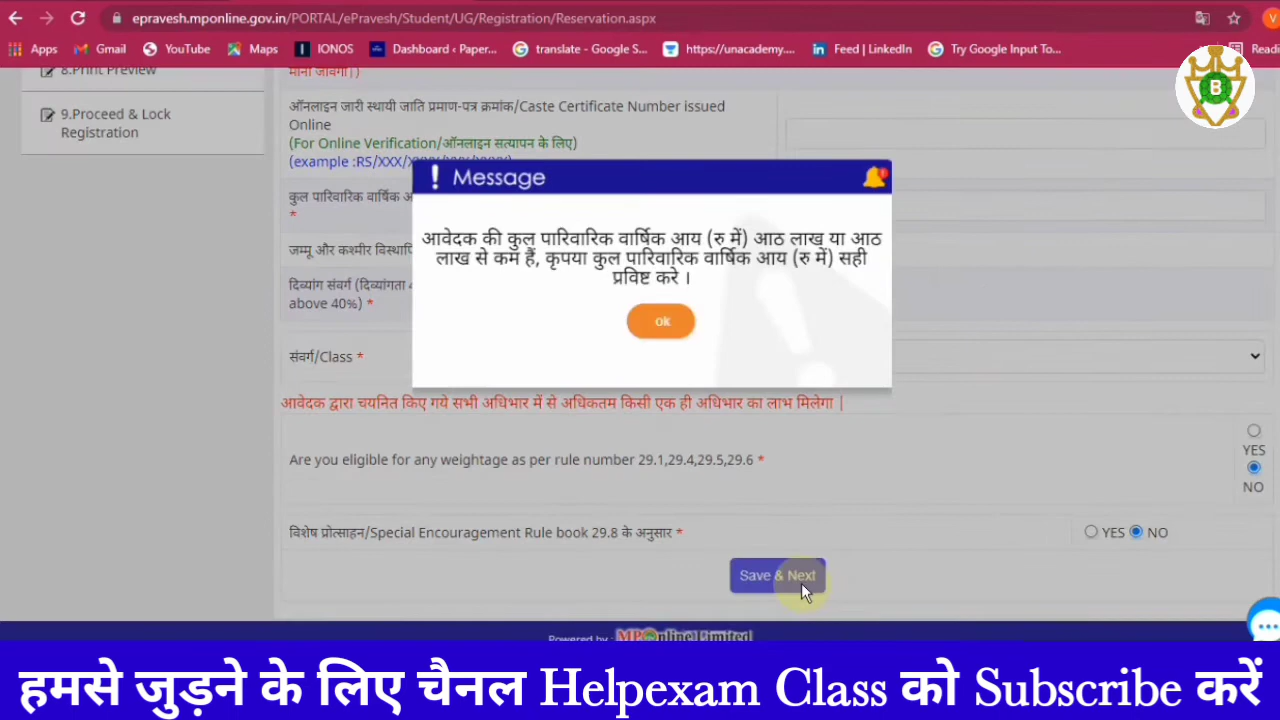 epravesh.mponline.gov.in/PORTAL/ePravesh/Student/UG/Registration/Reservation.aspx
Apps Gmail YouTube Maps IONOS Dashboard ‹ Paper... translate - Google S... https://unacademy.... Feed | LinkedIn Try Google Input To... Readi
8.Print Preview
9.Proceed & Lock
Registration
माना जावेगा।)
ऑनलाइन जारी स्थायी जाति प्रमाण-पत्र क्रमांक/Caste Certificate Number issued
Online
(For Online Verification/ऑनलाइन सत्यापन के लिए)
(example :RS/XXX/
B
! Message
आवेदक की कुल पारिवारिक वार्षिक आय (रु में) आठ लाख या आठ
लाख से कम हैं, कृपया कुल पारिवारिक वार्षिक आय (रु में) सही
प्रविष्ट करे ।
ok
कुल पारिवारिक वार्षिक
*
जम्मू और कश्मीर
दिव्यांग संवर्ग (दिव्यांगता
above 40%) *
संवर्ग/Class *
आवेदक द्वारा चयनित किए गये सभी अधिभार में से अधिकतम किसी एक ही अधिभार का लाभ मिलेगा |
Are you eligible for any weightage as per rule number 29.1,29.4,29.5,29.6 *
YES
NO
विशेष प्रोत्साहन/Special Encouragement Rule book 29.8 के अनुसार *
YES NO
Save & Next
Powered by : MPOnline Limited
हमसे जुड़ने के लिए चैनल Helpexam Class को Subscribe करें